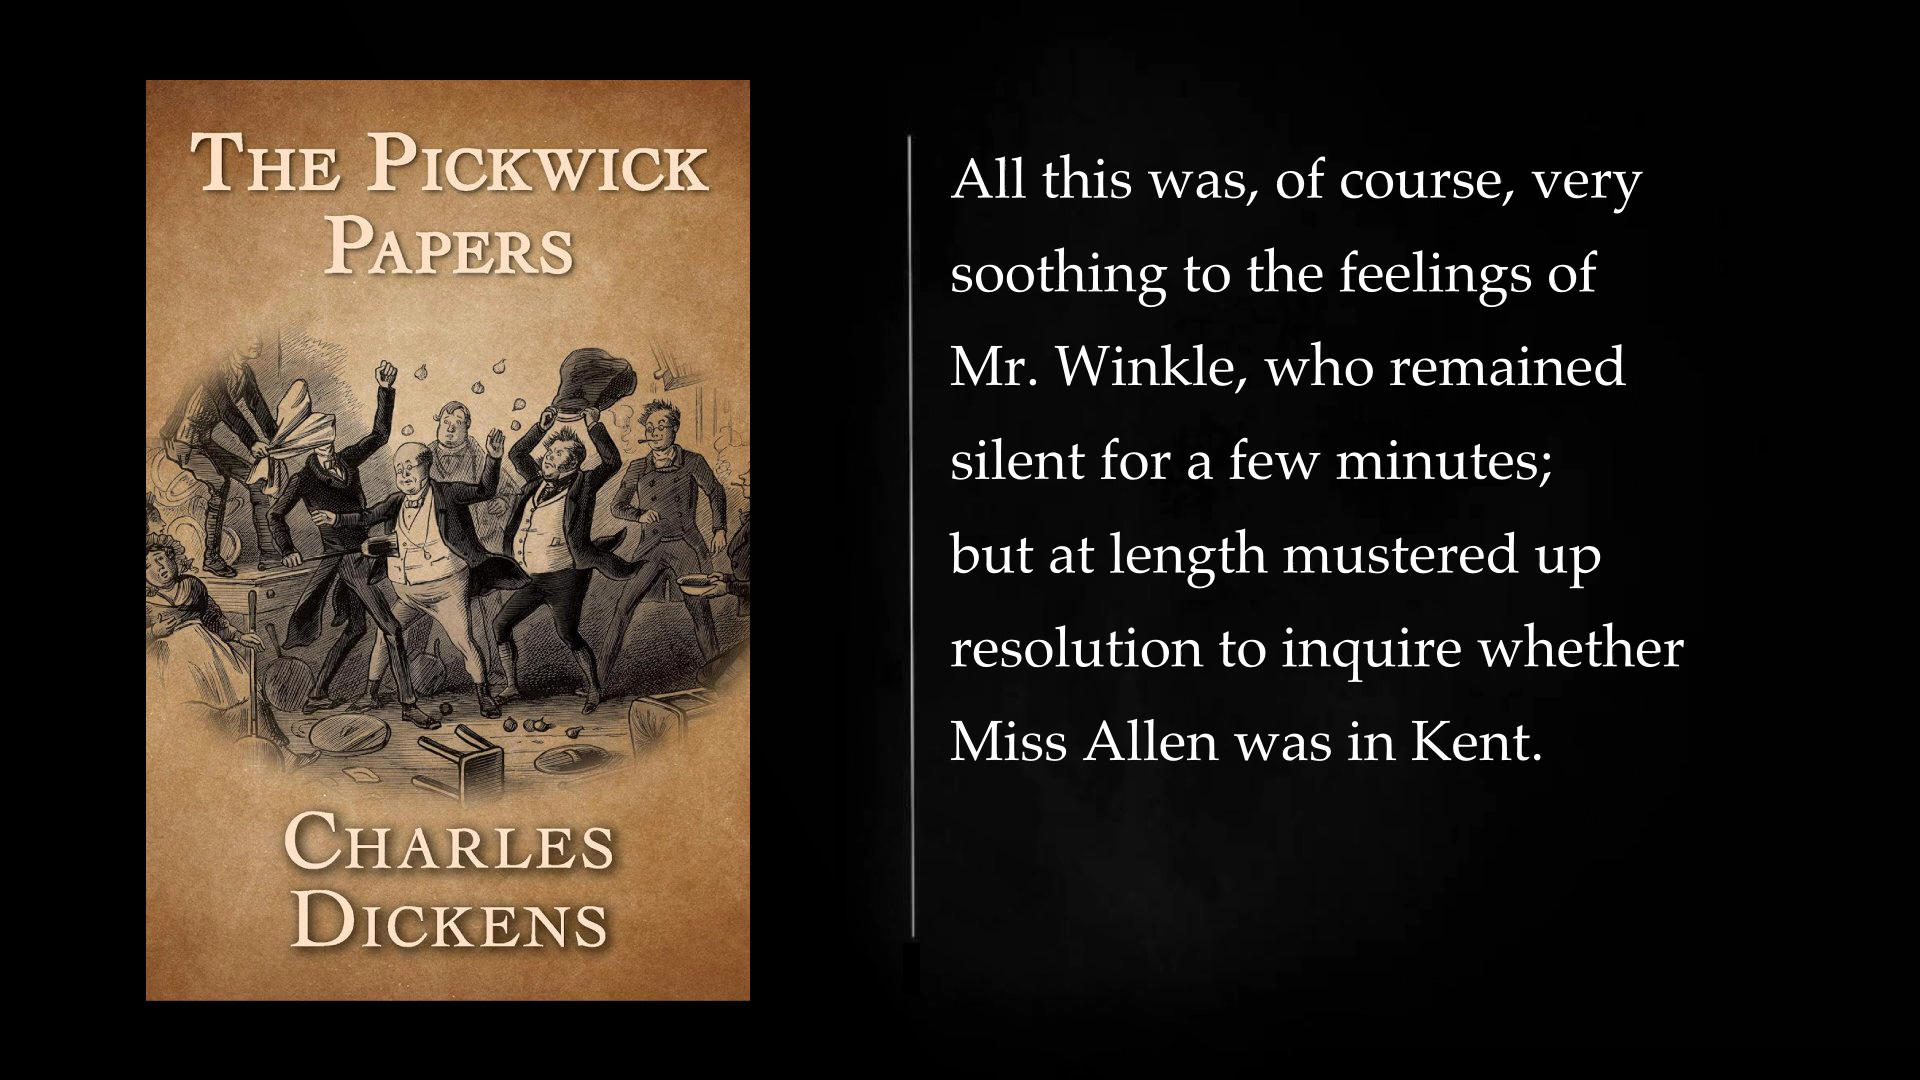 THE PICKWICK
PAPERS
CHARLES
DICKENS
All this was, of course, very
soothing to the feelings of
Mr. Winkle, who remained
silent for a few minutes;
but at length mustered up
resolution to inquire whether
Miss Allen was in Kent.